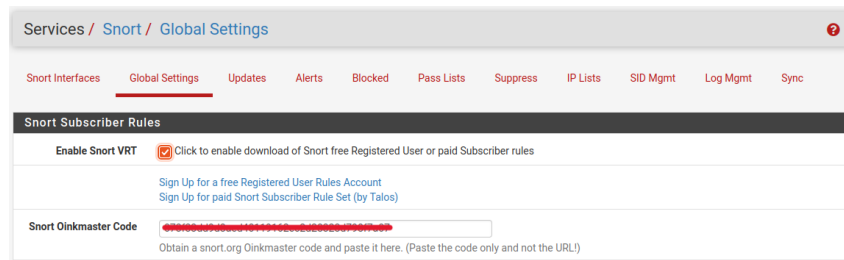 Services / Snort / Global Settings
Snort Interfaces Global Settings Updates Alerts Blocked Pass Lists Suppress IP Lists SID Mgmt Log Mgmt Sync
Snort Subscriber Rules
Enable Snort VRT Click to enable download of Snort free Registered User or paid Subscriber rules
Sign Up for a free Registered User Rules Account
Sign Up for paid Snort Subscriber Rule Set (by Talos)
Snort Oinkmaster Code
Obtain a snort.org Oinkmaster code and paste it here. (Paste the code only and not the URL!)